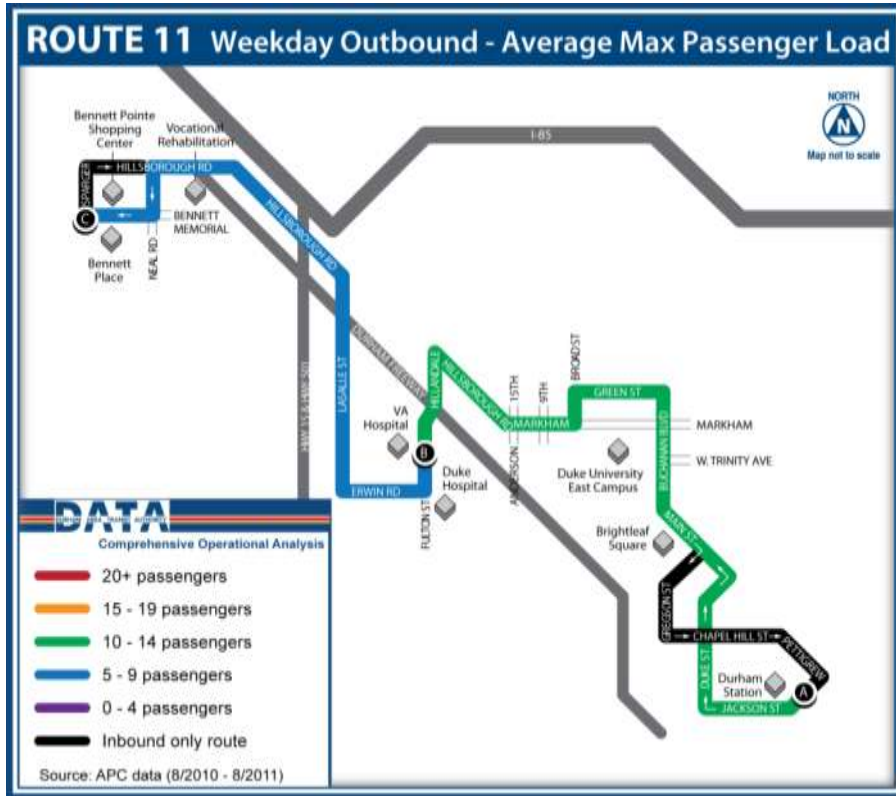 ROUTE 11 Weekday Outbound - Average Max Passenger Load
NORTH
N
Map not to scale
I-85
Bennett Pointe
Shopping
Center
Vocational
Rehabilitation
HILLSBOROUGH RD
SPARGER
C
BENNETT
MEMORIAL
NEAL RD
Bennett
Place
HILLSBOROUGH RD
HWY 15 & HWY 501
LASALLE ST
DURHAM FREEWAY
HILLANDALE
HILLSBOROUGH RD
VA
Hospital
B
Duke
Hospital
ERWIN RD
FULTON ST
ANDERSON
15TH
9TH
MARKHAM
BROAD ST
GREEN ST
MARKHAM
BUCHANAN BLVD
W. TRINITY AVE
Duke University
East Campus
Brightleaf
Square
MAIN ST
GREGSON ST
CHAPEL HILL ST
PETTIGREW
DUKE ST
Durham
Station
A
JACKSON ST
DATA
DURHAM AREA TRANSIT AUTHORITY
Comprehensive Operational Analysis
20+ passengers
15 - 19 passengers
10 - 14 passengers
5 - 9 passengers
0 - 4 passengers
Inbound only route
Source: APC data (8/2010 - 8/2011)